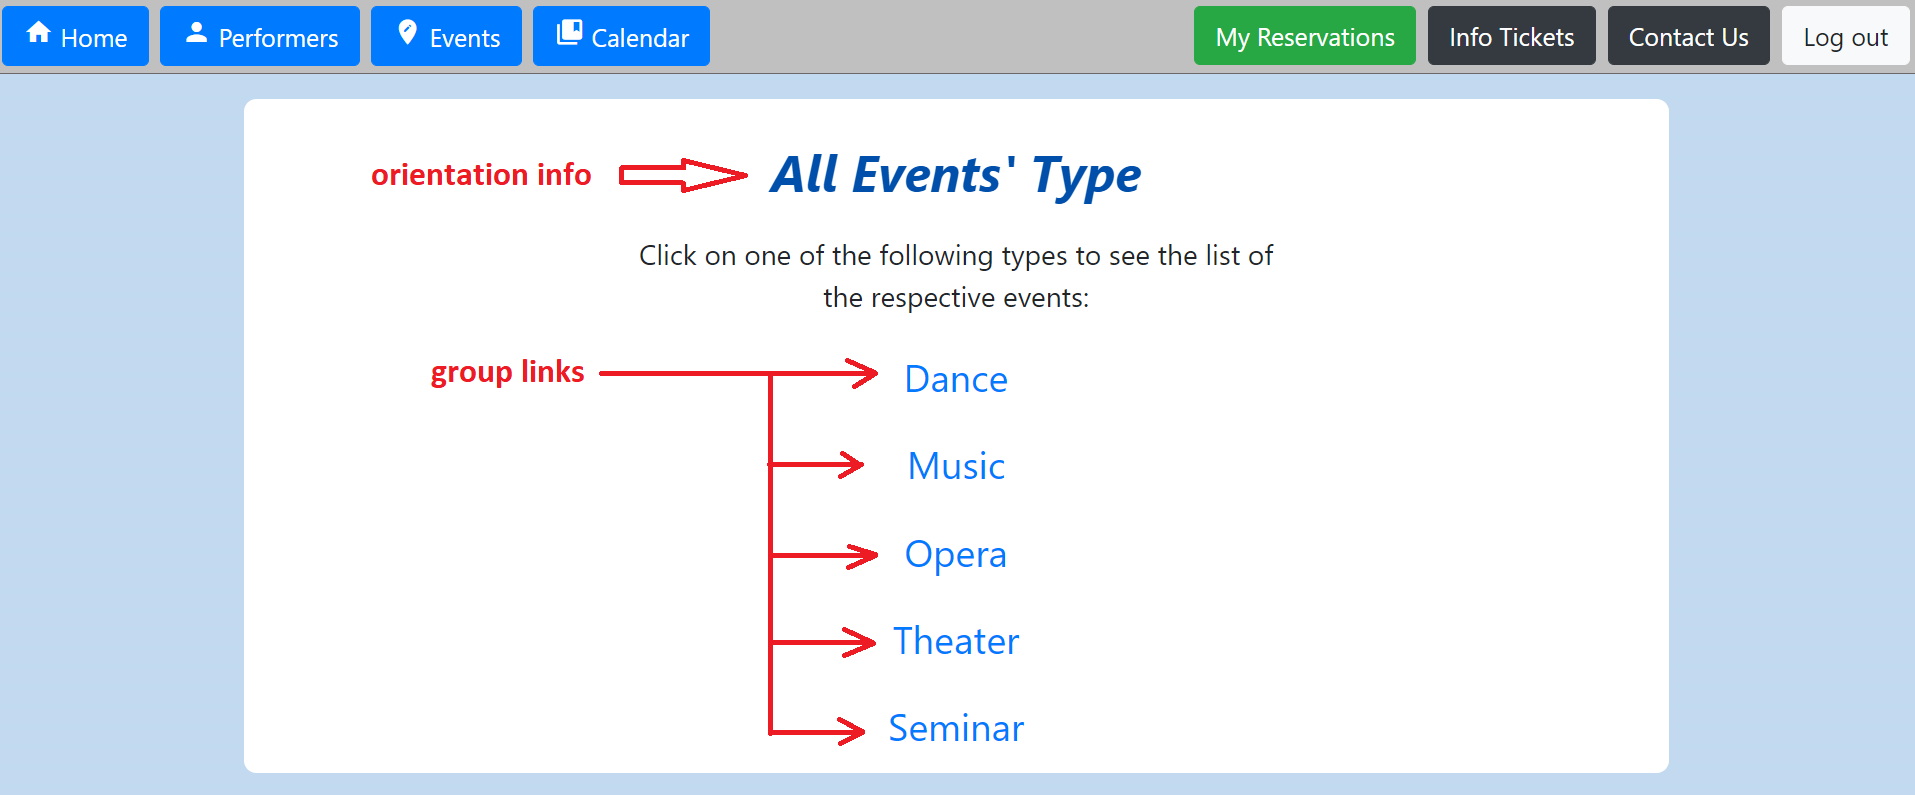 Home Performers Events Calendar My Reservations Info Tickets Contact Us Log out
orientation info All Events' Type
Click on one of the following types to see the list of
the respective events:
group links Dance
Music
Opera
Theater
Seminar